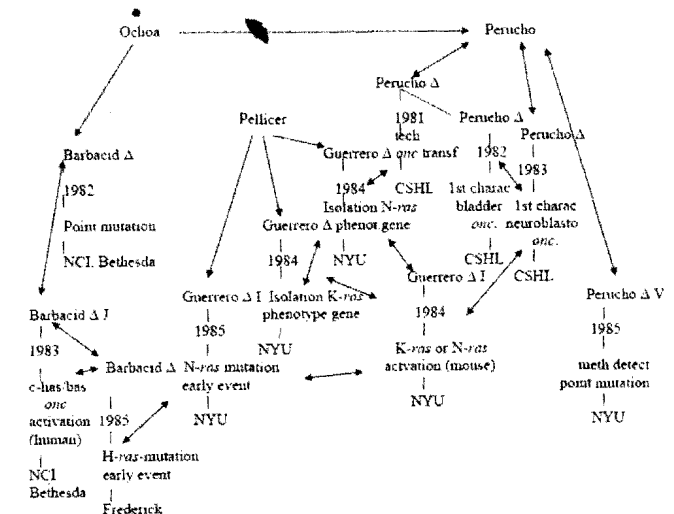 Ochoa
Perucho
Perucho Δ
1981
tech
onc transf
CSHL
Pellicer
Perucho Δ
1982
1st charac
bladder
onc.
CSHL
Perucho Δ
1983
1st charac
neuroblasto
onc.
CSHL
Barbacid Δ
1982
Point mutation
NCI. Bethesda
Guerrero Δ
1984
Isolation N-ras
phenot gene
NYU
Guerrero Δ
1984
Isolation K-ras
phenotype gene
NYU
Guerrero Δ I
1985
N-ras mutation
early event
NYU
Guerrero Δ I
1984
K-ras or N-ras
actvation (mouse)
NYU
Perucho Δ V
1985
meth detect
point mutation
NYU
Barbacid Δ I
1983
c-has/bas
onc
activation
(human)
NCI
Bethesda
Barbacid Δ
1985
H-ras-mutation
early event
Frederick